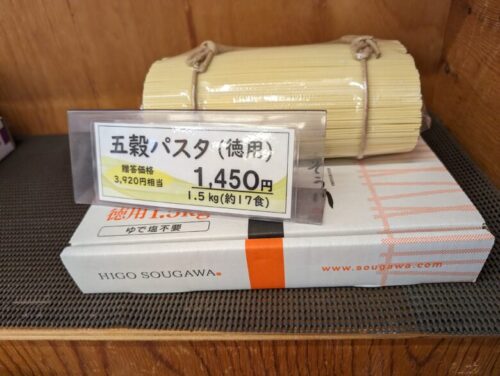 五穀パスタ(徳用)
贈答価格
3,920円相当
1,450円
1.5kg(約17食)
徳用1.5kg
ゆで塩不要
HIGO SOUGAWA.
www.sougawa.com